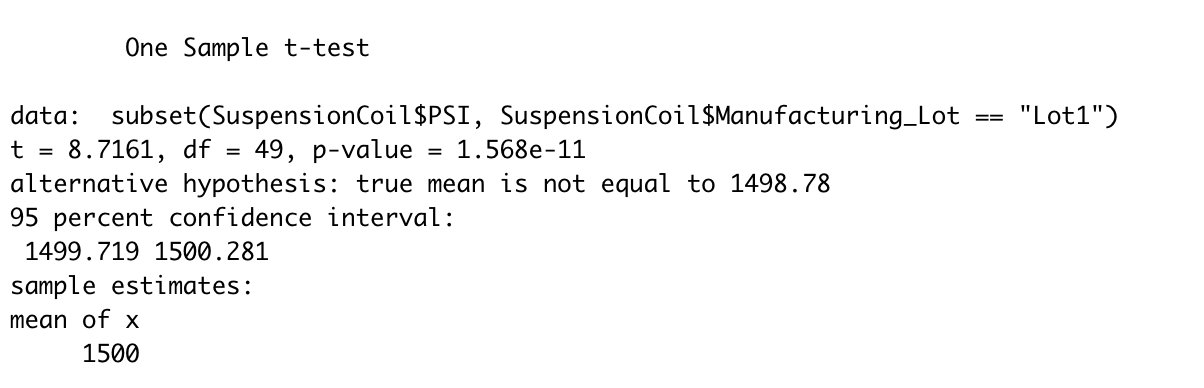 One Sample t-test
data:  subset(SuspensionCoil$PSI, SuspensionCoil$Manufacturing_Lot == "Lot1")
t = 8.7161, df = 49, p-value = 1.568e-11
alternative hypothesis: true mean is not equal to 1498.78
95 percent confidence interval:
1499.719 1500.281
sample estimates:
mean of x
1500